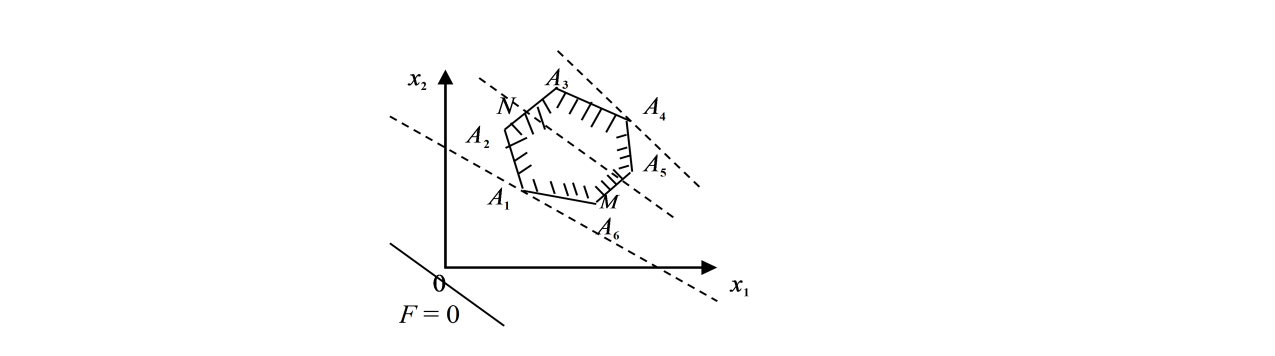 x₂
A₃
N
A₄
A₂
A₅
A₁
M
A₆
0
x₁
F = 0